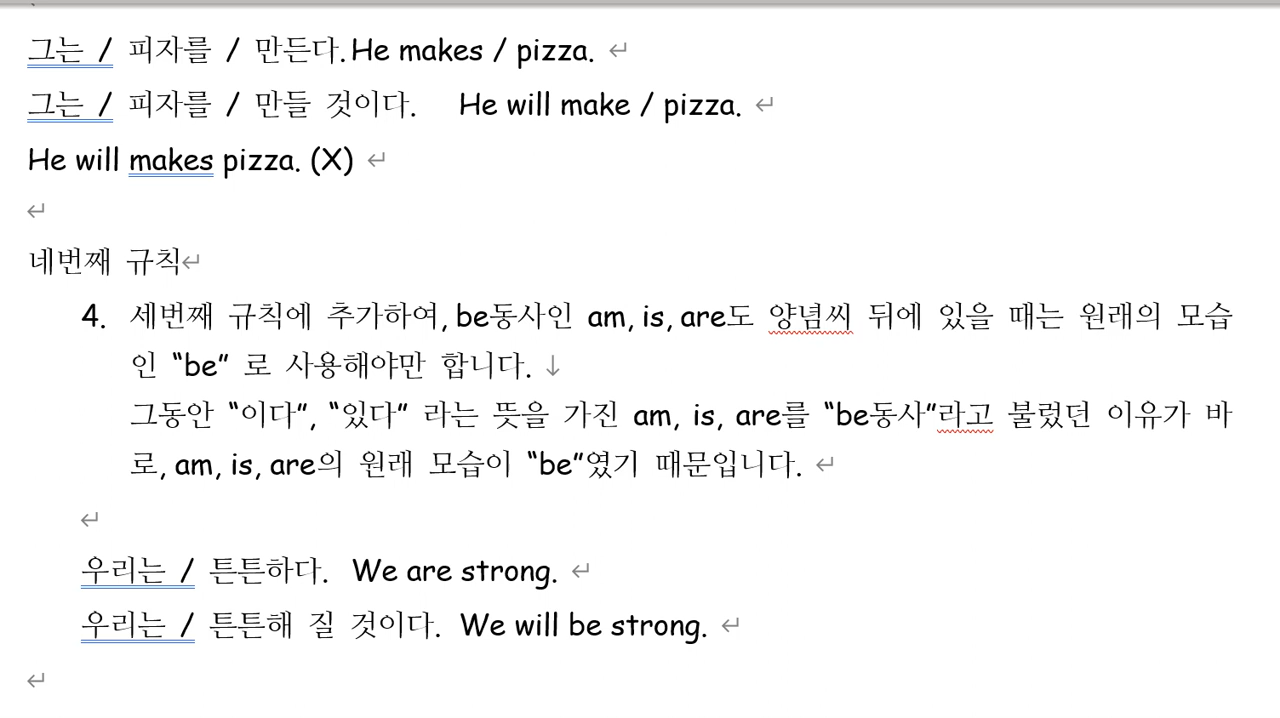 그는 / 피자를 / 만든다. He makes / pizza.
그는 / 피자를 / 만들 것이다. He will make / pizza.
He will makes pizza. (X)
네번째 규칙
4. 세번째 규칙에 추가하여, be동사인 am, is, are도 양념씨 뒤에 있을 때는 원래의 모습
인 “be” 로 사용해야만 합니다.
그동안 “이다”, “있다” 라는 뜻을 가진 am, is, are를 “be동사”라고 불렀던 이유가 바
로, am, is, are의 원래 모습이 “be”였기 때문입니다.
우리는 / 튼튼하다. We are strong.
우리는 / 튼튼해 질 것이다. We will be strong.